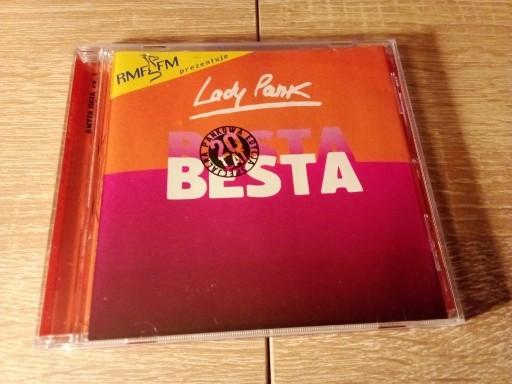 RMF FM
prezentuje
Lady Pank
BESTA
BESTA
20
LAT